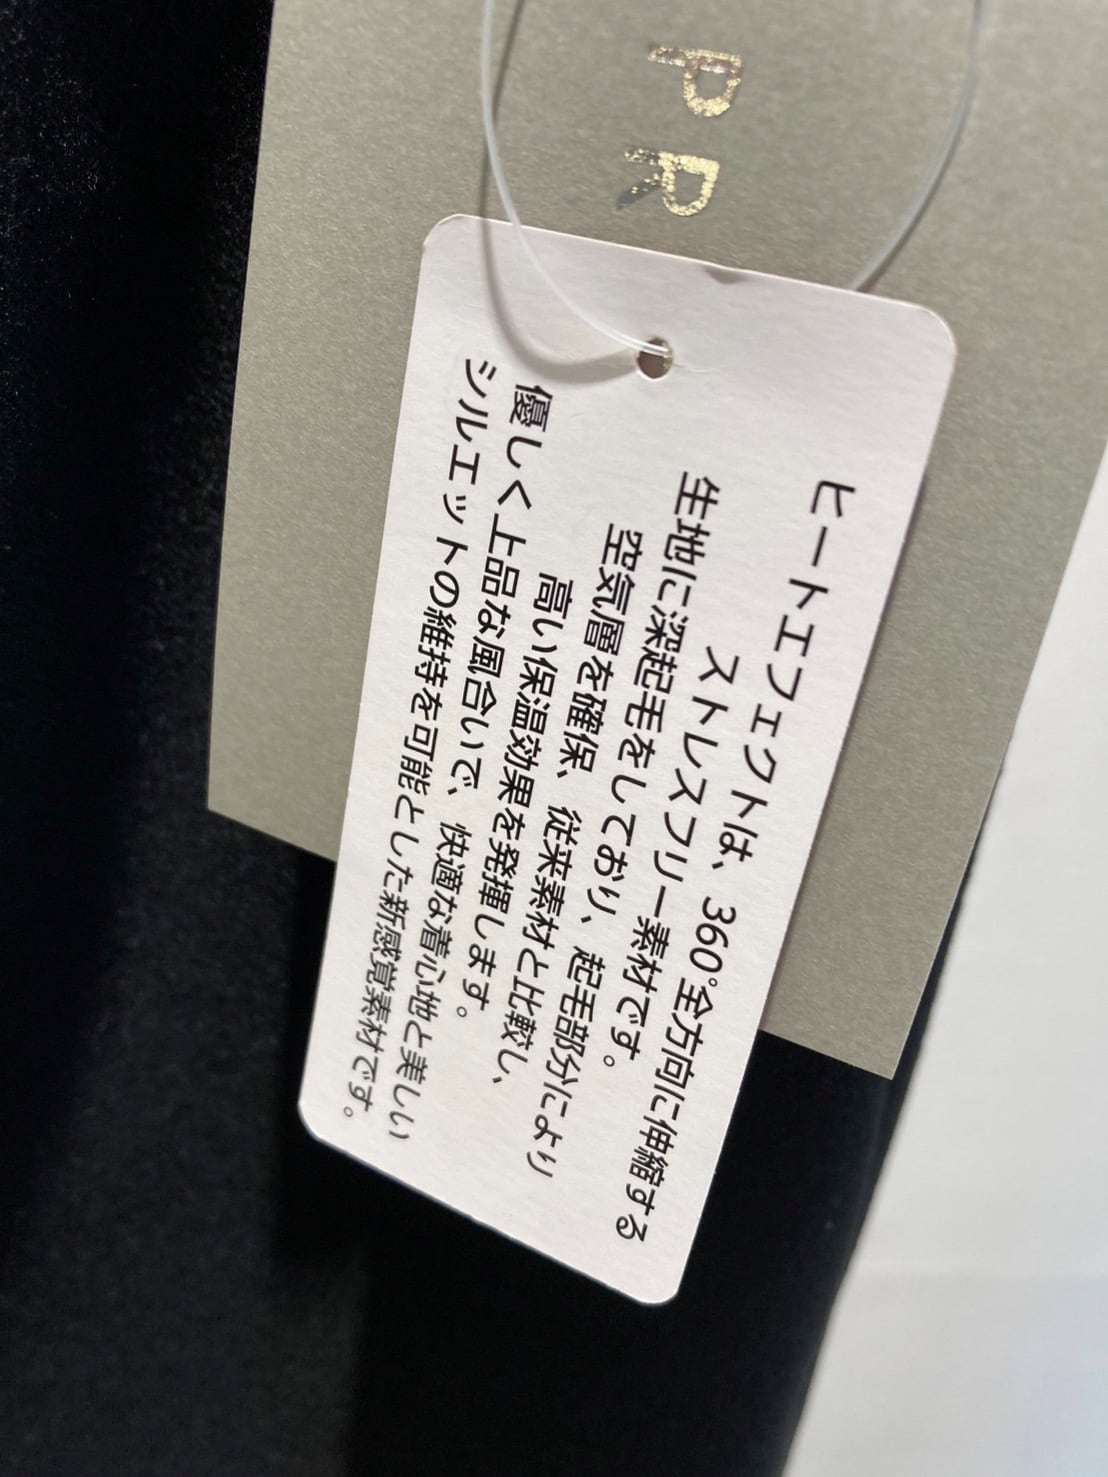 PR
ヒートエフェクトは、360°全方向に伸縮する
ストレスフリー素材です。
生地に深起毛をしており、起毛部分により
空気層を確保、従来素材と比較し、
高い保温効果を発揮します。
優しく上品な風合いで、快適な着心地と美しい
シルエットの維持を可能とした新感覚素材です。